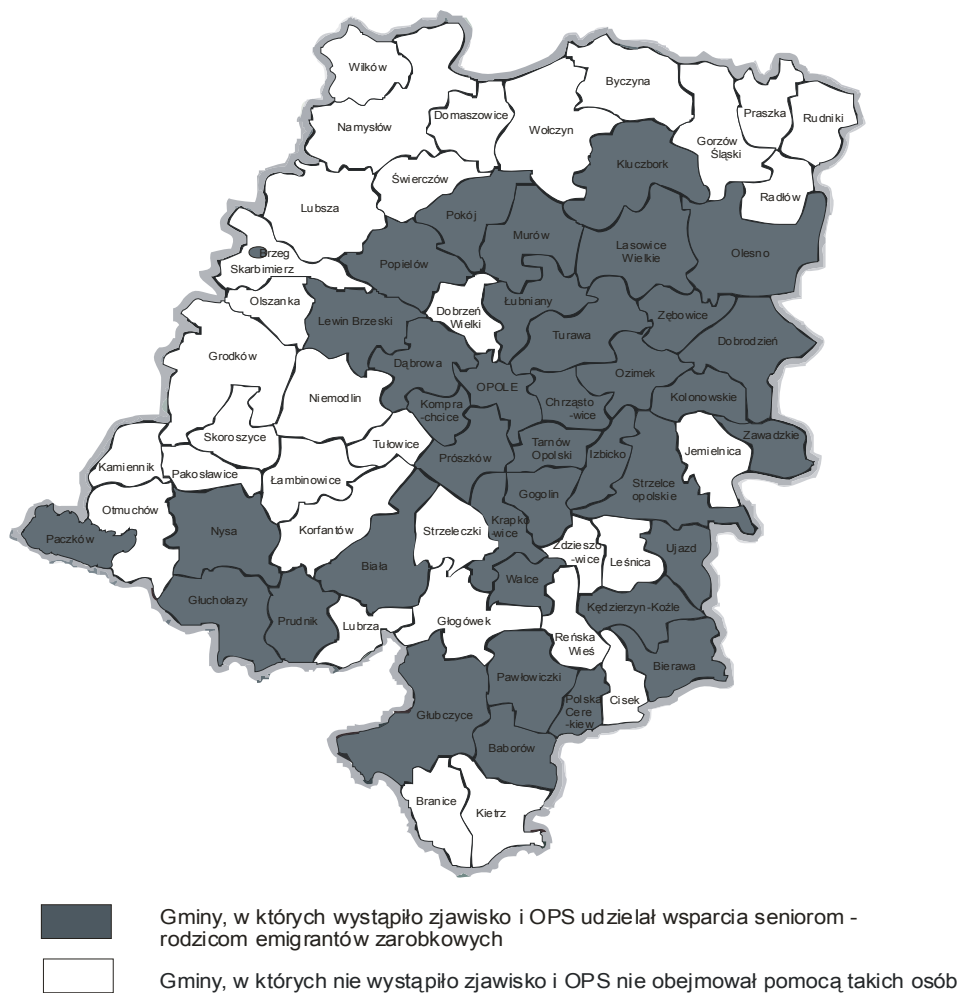 Wilków
Byczyna
Praszka
Rudniki
Domaszowice
Namysłów
Wołczyn
Gorzów
Śląski
Kluczbork
Świerczów
Radłów
Lubsza
Pokój
Murów
Lasowice
Wielkie
Olesno
Brzeg
Skarbimierz
Popielów
Olszanka
Lewin Brzeski
Dobrzeń
Wielki
Łubniany
Zębowice
Turawa
Dobrodzień
Grodków
Dąbrowa
Ozimek
Niemodlin
OPOLE
Kompra
-chcice
Chrząsto
-wice
Kolonowskie
Skoroszyce
Tułowice
Prószków
Tarnów
Opolski
Izbicko
Jemielnica
Zawadzkie
Kamiennik
Pakosławice
Łambinowice
Gogolin
Strzelce
opolskie
Otmuchów
Paczków
Nysa
Korfantów
Strzeleczki
Krapko
-wice
Zdzieszo
-wice
Leśnica
Ujazd
Biała
Walce
Głuchołazy
Prudnik
Lubrza
Głogówek
Kędzierzyn-Koźle
Reńska
Wieś
Bierawa
Pawłowiczki
Polska
Cere
-kiew
Cisek
Głubczyce
Baborów
Branice
Kietrz
Gminy, w których wystąpiło zjawisko i OPS udzielał wsparcia seniorom -
rodzicom emigrantów zarobkowych
Gminy, w których nie wystąpiło zjawisko i OPS nie obejmował pomocą takich osób